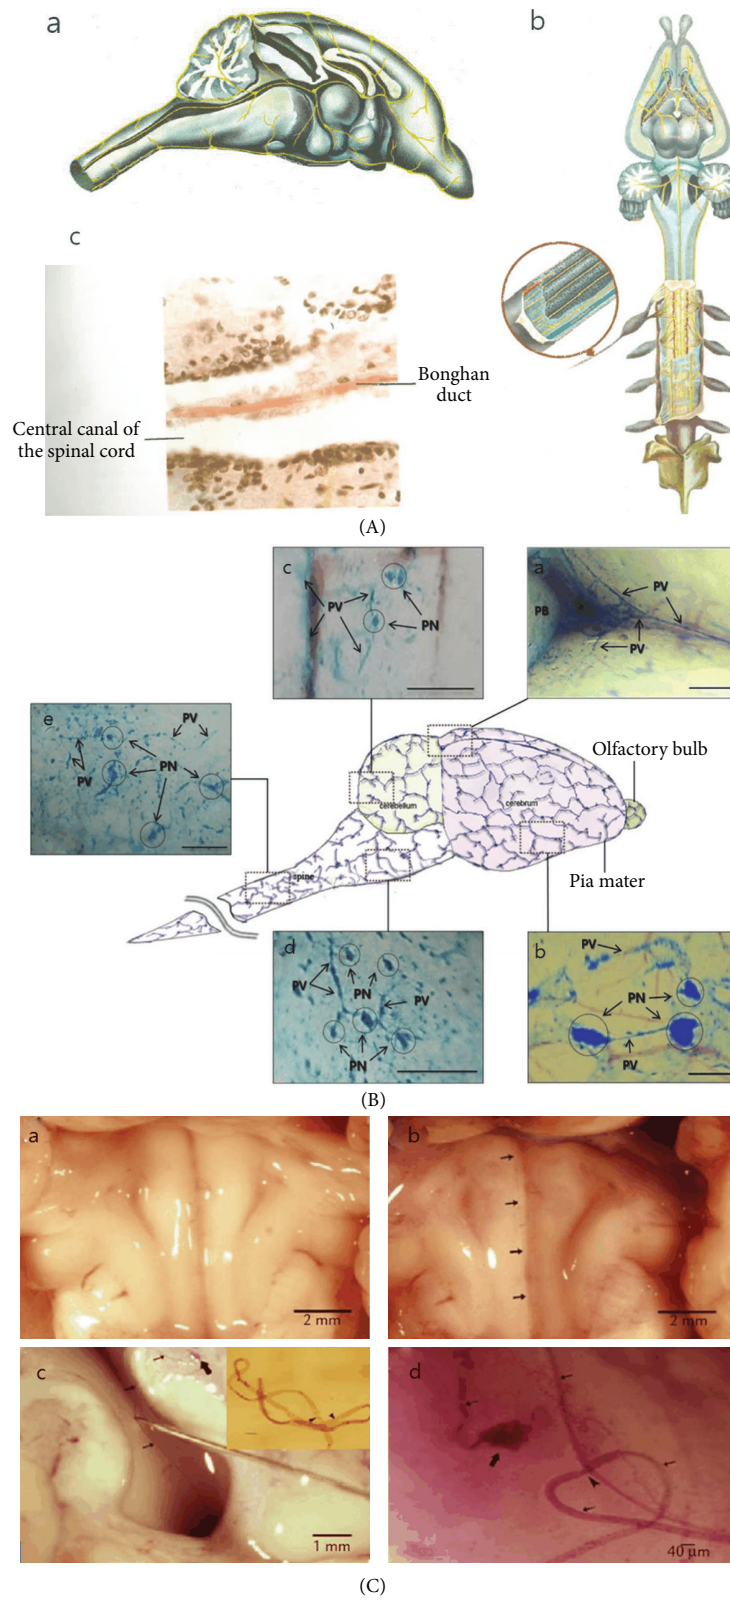 a
b
c
Bonghan
duct
Central canal of
the spinal cord
(A)
c
PV
PN
a
PV
PB
PV
e
PV
PV
PN
Olfactory bulb
cerebellum
cerebrum
spine
Pia mater
d
PV
PN
PV
PN
b
PV
PN
PV
(B)
a
2 mm
b
2 mm
c
1 mm
d
40 μm
(C)